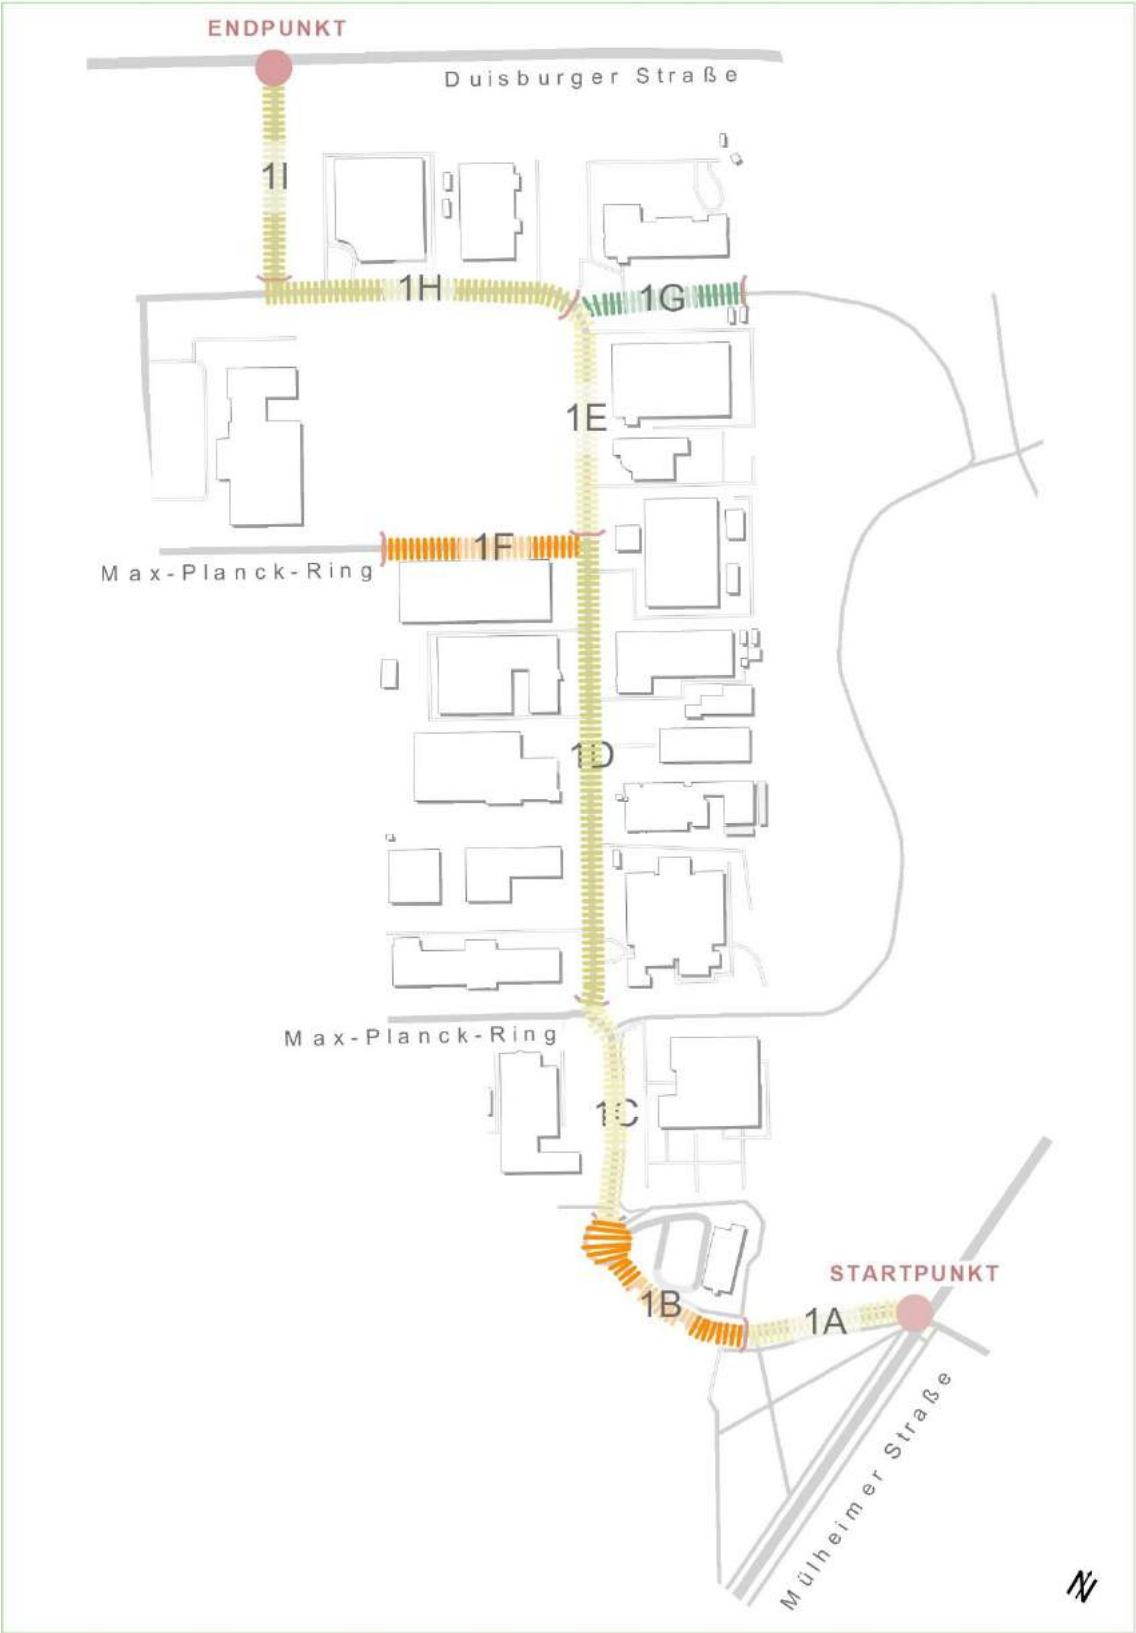 ENDPUNKT
Duisburger Straße
1I
1H
1G
1E
1F
Max-Planck-Ring
1D
Max-Planck-Ring
1C
STARTPUNKT
1B
1A
Mülheimer Straße
N